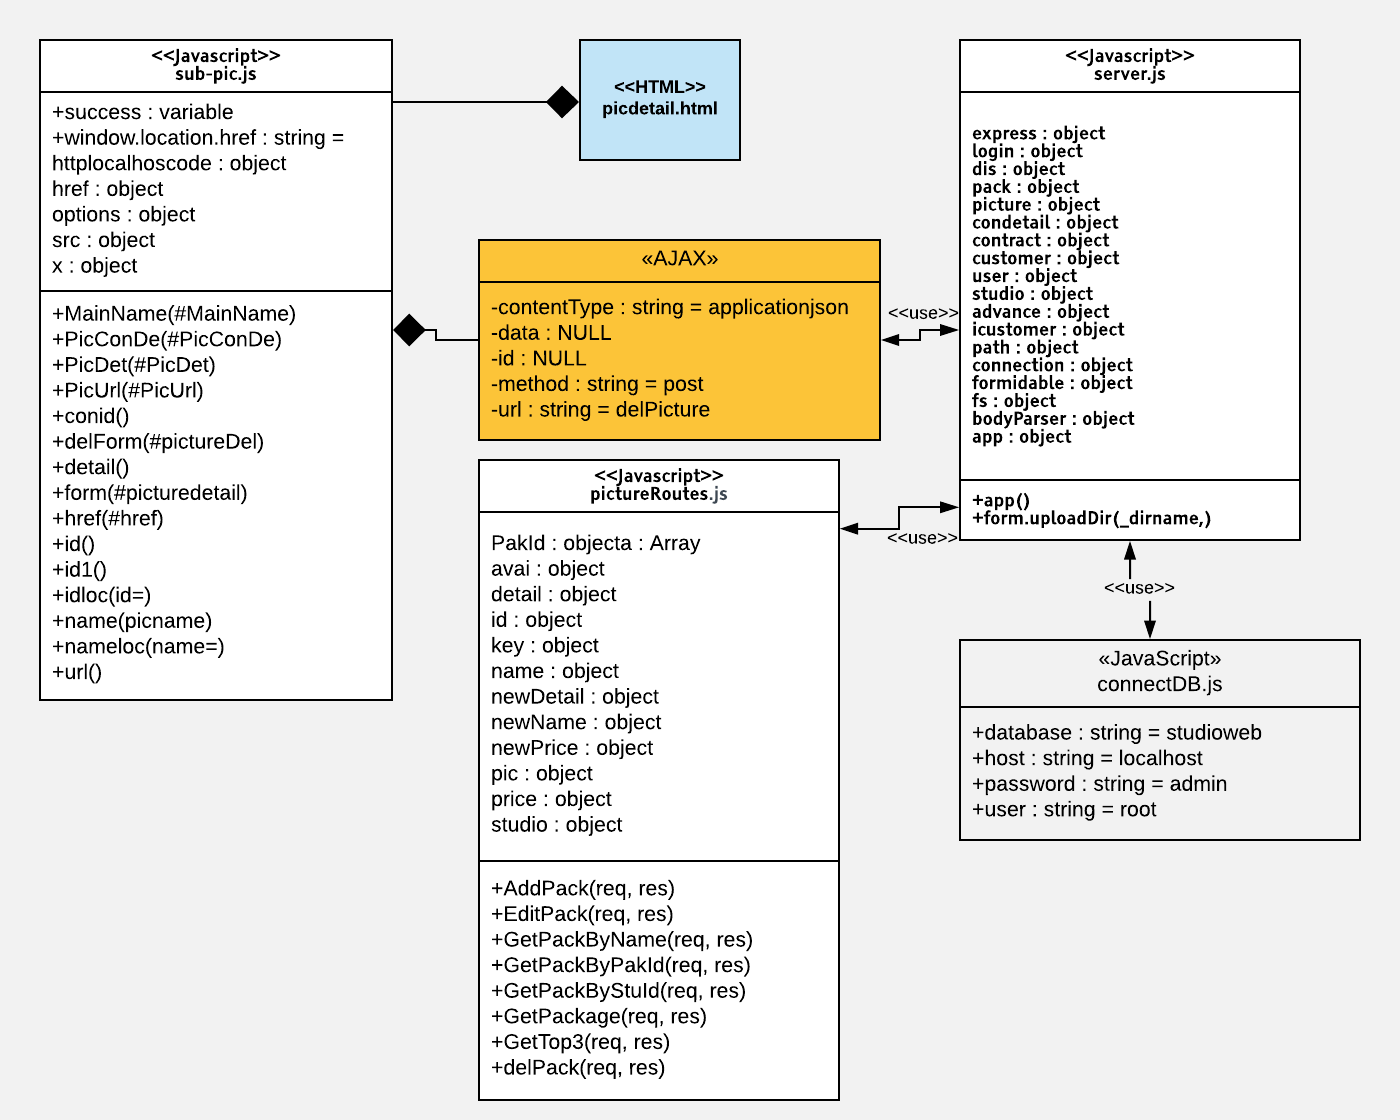 <<Javascript>>
sub-pic.js
+success : variable
+window.location.href : string =
httplocalhoscode : object
href : object
options : object
src : object
x : object
+MainName(#MainName)
+PicConDe(#PicConDe)
+PicDet(#PicDet)
+PicUrl(#PicUrl)
+conid()
+delForm(#pictureDel)
+detail()
+form(#picturedetail)
+href(#href)
+id()
+id1()
+idloc(id=)
+name(picname)
+nameloc(name=)
+url()
<<HTML>>
picdetail.html
«AJAX»
-contentType : string = applicationjson
-data : NULL
-id : NULL
-method : string = post
-url : string = delPicture
<<use>>
<<Javascript>>
pictureRoutes.js
PakId : objecta : Array
avai : object
detail : object
id : object
key : object
name : object
newDetail : object
newName : object
newPrice : object
pic : object
price : object
studio : object
+AddPack(req, res)
+EditPack(req, res)
+GetPackByName(req, res)
+GetPackByPakId(req, res)
+GetPackByStuId(req, res)
+GetPackage(req, res)
+GetTop3(req, res)
+delPack(req, res)
<<use>>
<<Javascript>>
server.js
express : object
login : object
dis : object
pack : object
picture : object
condetail : object
contract : object
customer : object
user : object
studio : object
advance : object
icustomer : object
path : object
connection : object
formidable : object
fs : object
bodyParser : object
app : object
+app()
+form.uploadDir(_dirname,)
<<use>>
«JavaScript»
connectDB.js
+database : string = studioweb
+host : string = localhost
+password : string = admin
+user : string = root